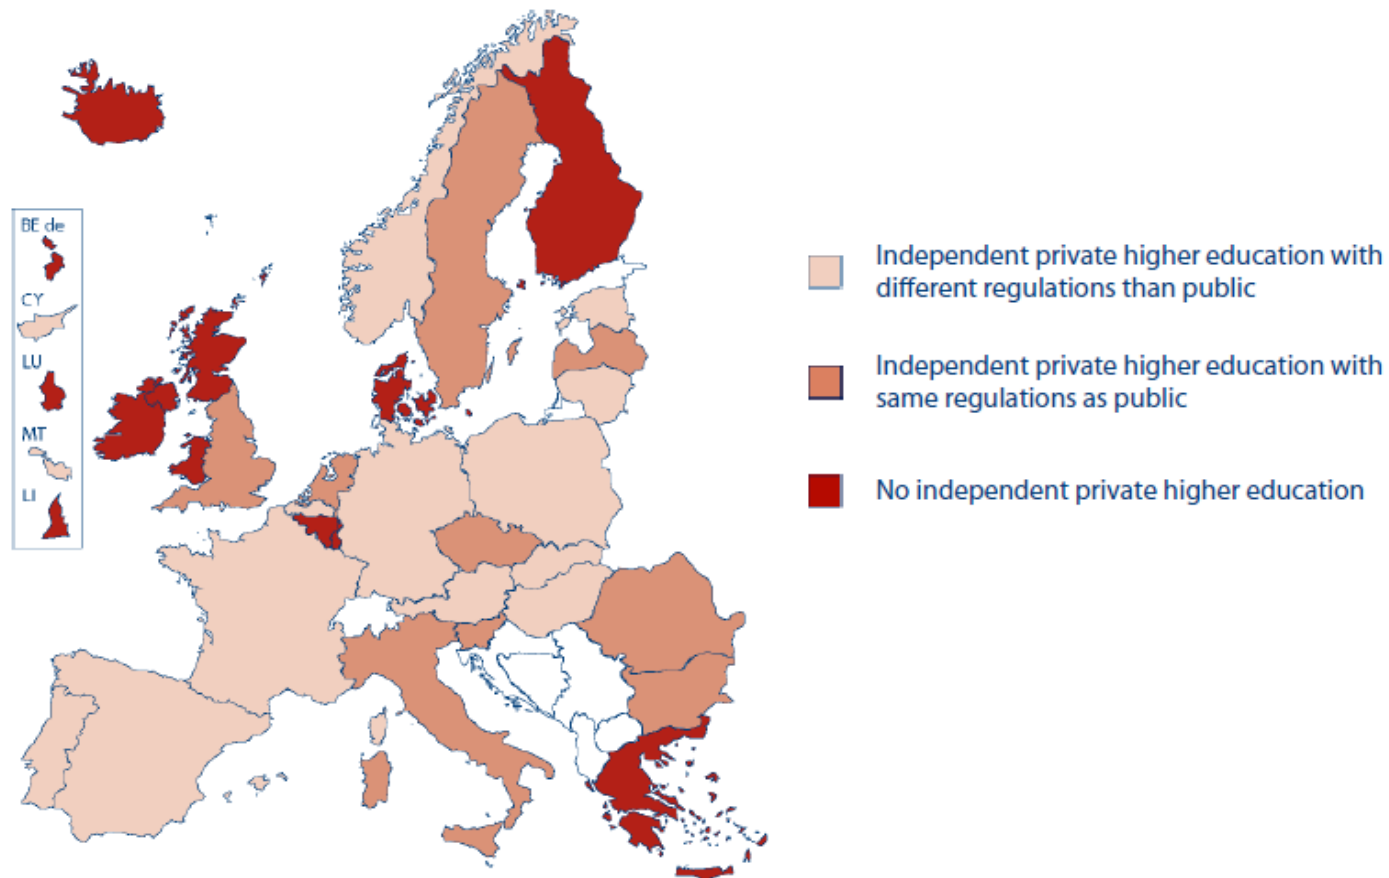 BE de
CY
LU
MT
LI
Independent private higher education with
different regulations than public
Independent private higher education with
same regulations as public
No independent private higher education